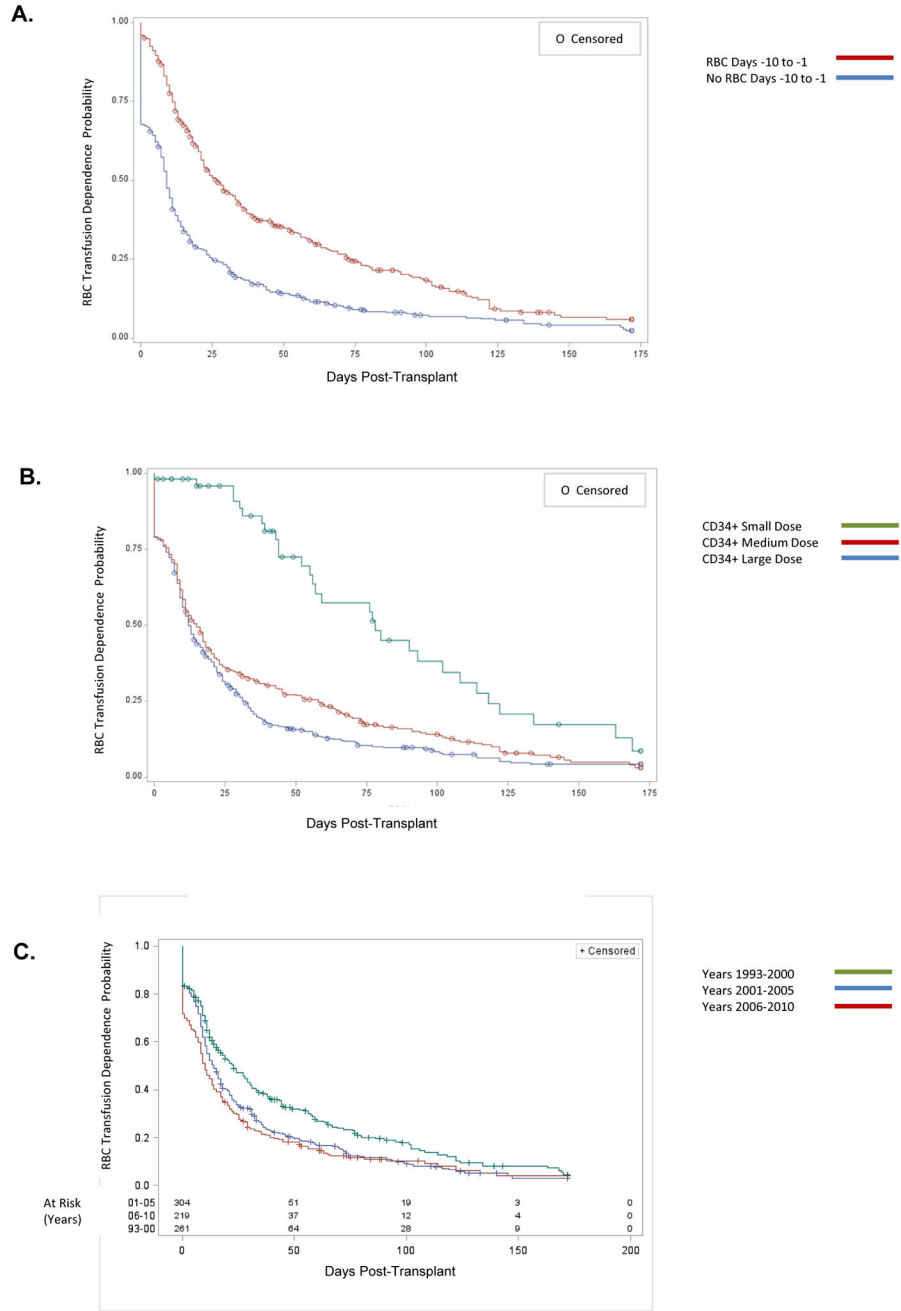 A.
RBC Transfusion Dependence Probability
1.00
0.75
0.50
0.25
0.00
O Censored
RBC Days -10 to -1
No RBC Days -10 to -1
0 25 50 75 100 125 150 175
Days Post-Transplant
B.
RBC Transfusion Dependence Probability
1.00
0.75
0.50
0.25
0.00
O Censored
CD34+ Small Dose
CD34+ Medium Dose
CD34+ Large Dose
0 25 50 75 100 125 150 175
Days Post-Transplant
C.
RBC Transfusion Dependence Probability
1.0
0.8
0.6
0.4
0.2
0.0
+ Censored
Years 1993-2000
Years 2001-2005
Years 2006-2010
At Risk
(Years)
01-05 304 51 19 3 0
06-10 219 37 12 4 0
93-00 261 64 28 9 0
0 50 100 150 200
Days Post-Transplant